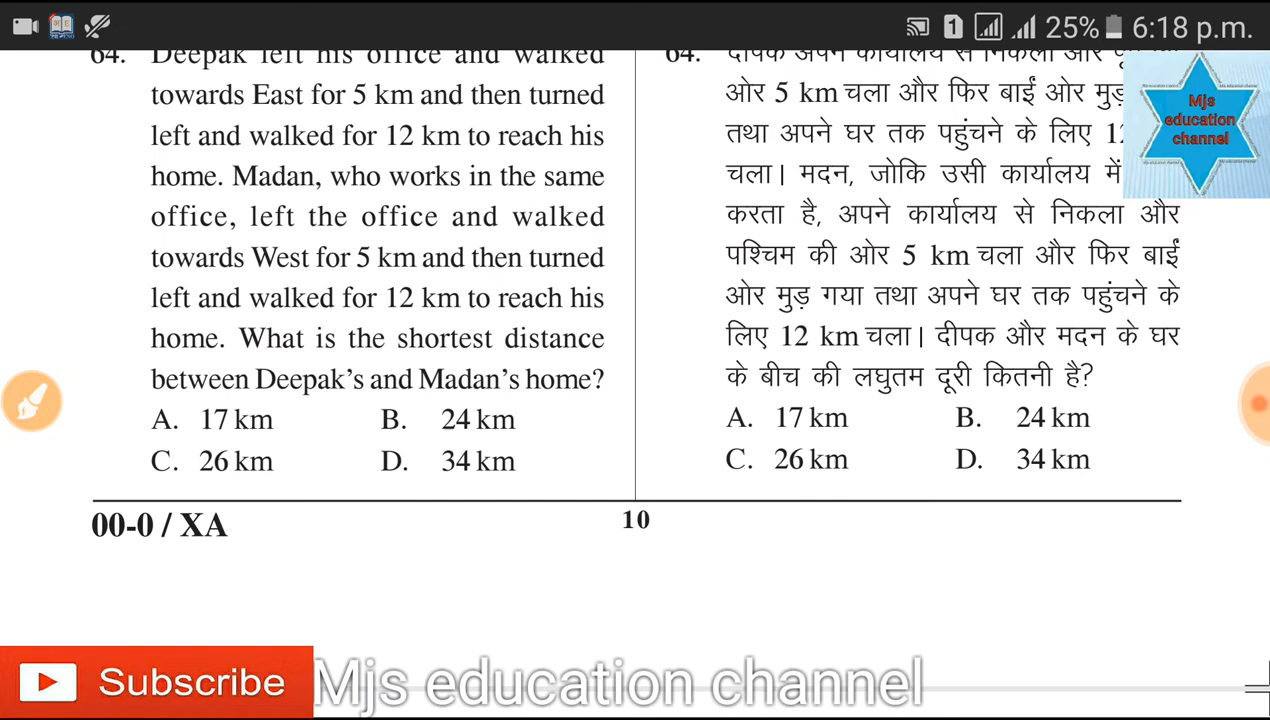 25% 6:18 p.m.
64. Deepak left his office and walked
towards East for 5 km and then turned
left and walked for 12 km to reach his
home. Madan, who works in the same
office, left the office and walked
towards West for 5 km and then turned
left and walked for 12 km to reach his
home. What is the shortest distance
between Deepak's and Madan's home?
A. 17 km B. 24 km
C. 26 km D. 34 km
64. दीपक अपने कार्यालय से निकला और
ओर 5 km चला और फिर बाईं ओर मुड़
तथा अपने घर तक पहुंचने के लिए
चला। मदन, जोकि उसी कार्यालय में
करता है, अपने कार्यालय से निकला और
पश्चिम की ओर 5 km चला और फिर बाईं
ओर मुड़ गया तथा अपने घर तक पहुंचने के
लिए 12 km चला। दीपक और मदन के घर
के बीच की लघुतम दूरी कितनी है?
A. 17 km B. 24 km
C. 26 km D. 34 km
Mjs
education
channel
00-0 / XA
10
Subscribe Mjs education channel